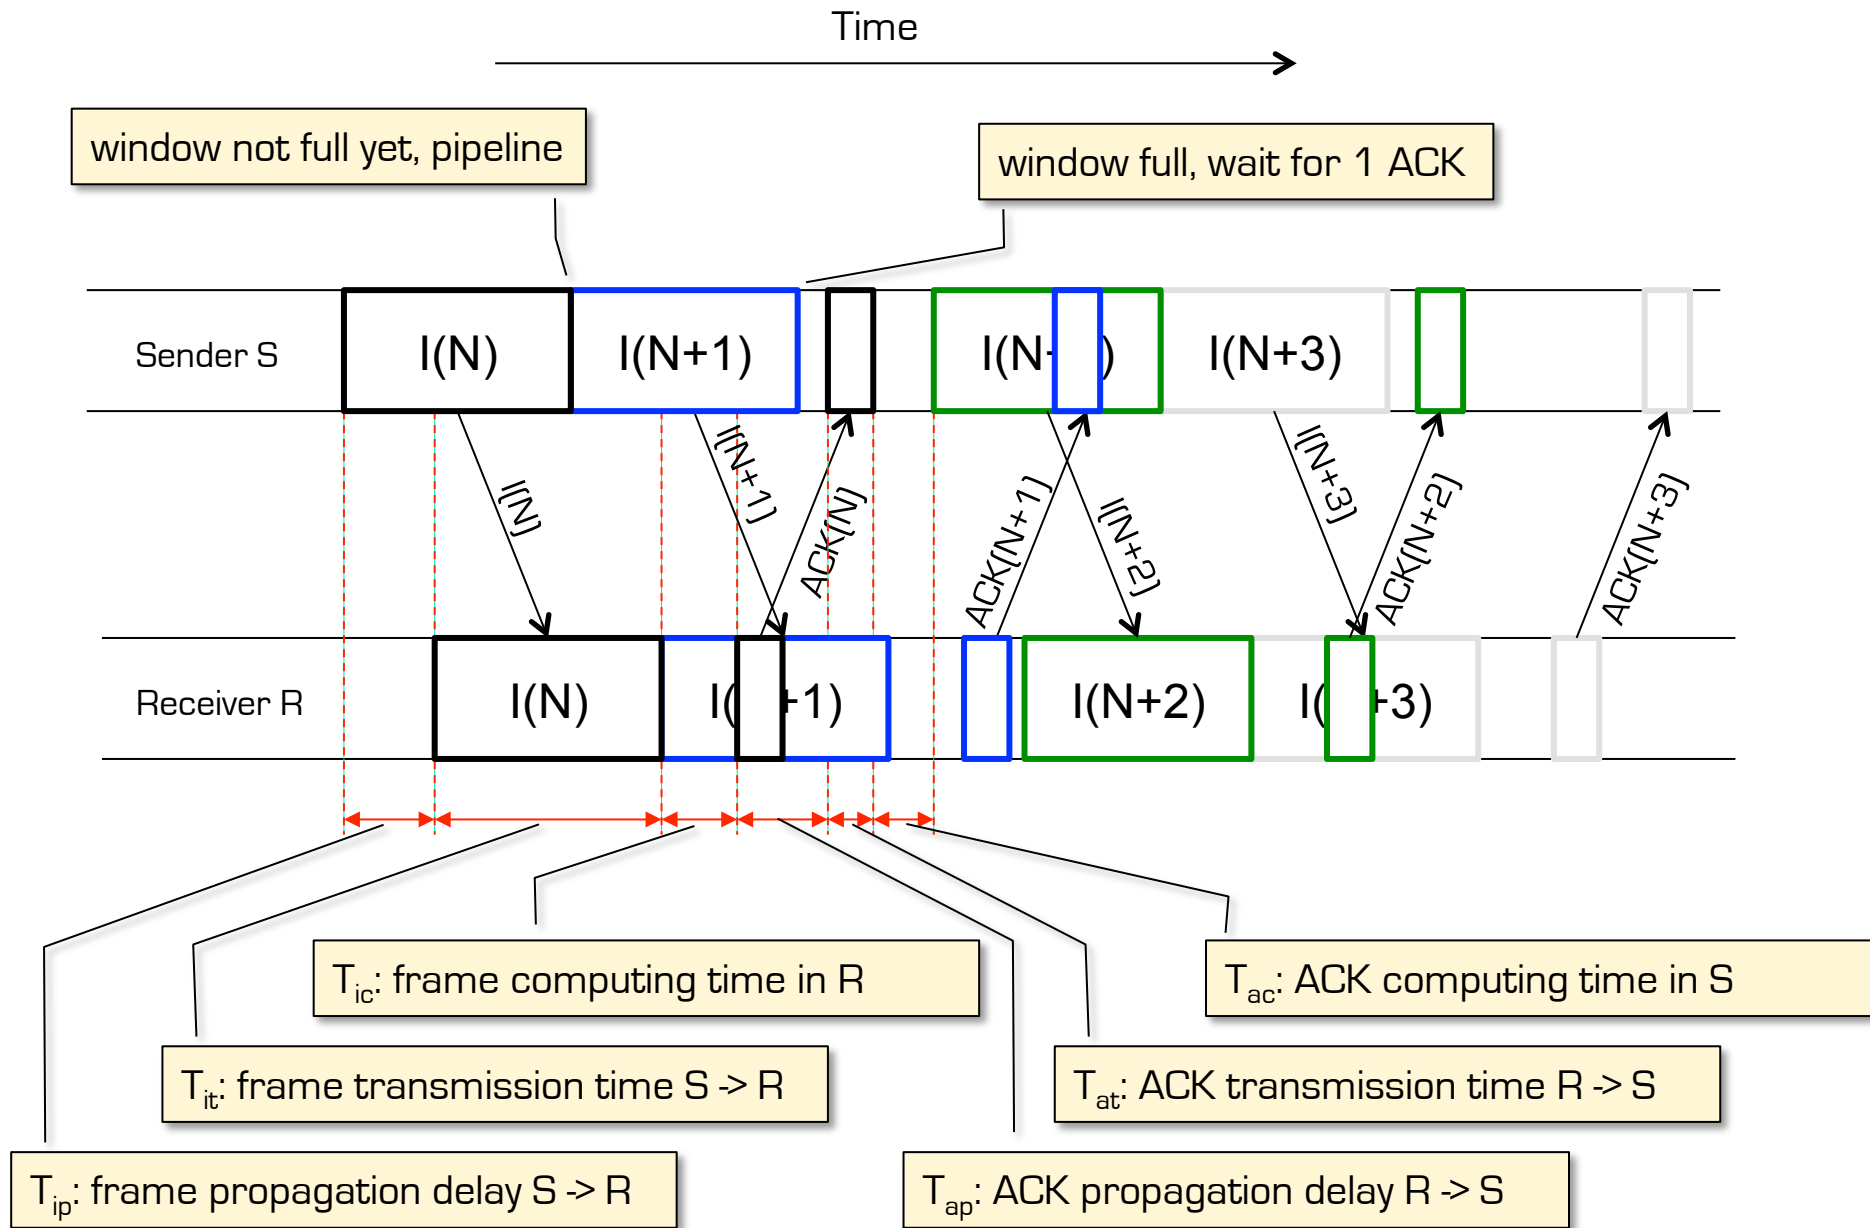 Time
window not full yet, pipeline
window full, wait for 1 ACK
Sender S
I(N)
I(N+1)
I(N+ )
I(N+3)
I(N)
I(N+1)
ACK(N)
ACK(N+1)
I(N+2)
I(N+3)
ACK(N+2)
ACK(N+3)
Receiver R
I(N)
I( +1)
I(N+2)
I( +3)
Tic: frame computing time in R
Tac: ACK computing time in S
Tit: frame transmission time S -> R
Tat: ACK transmission time R -> S
Tip: frame propagation delay S -> R
Tap: ACK propagation delay R -> S